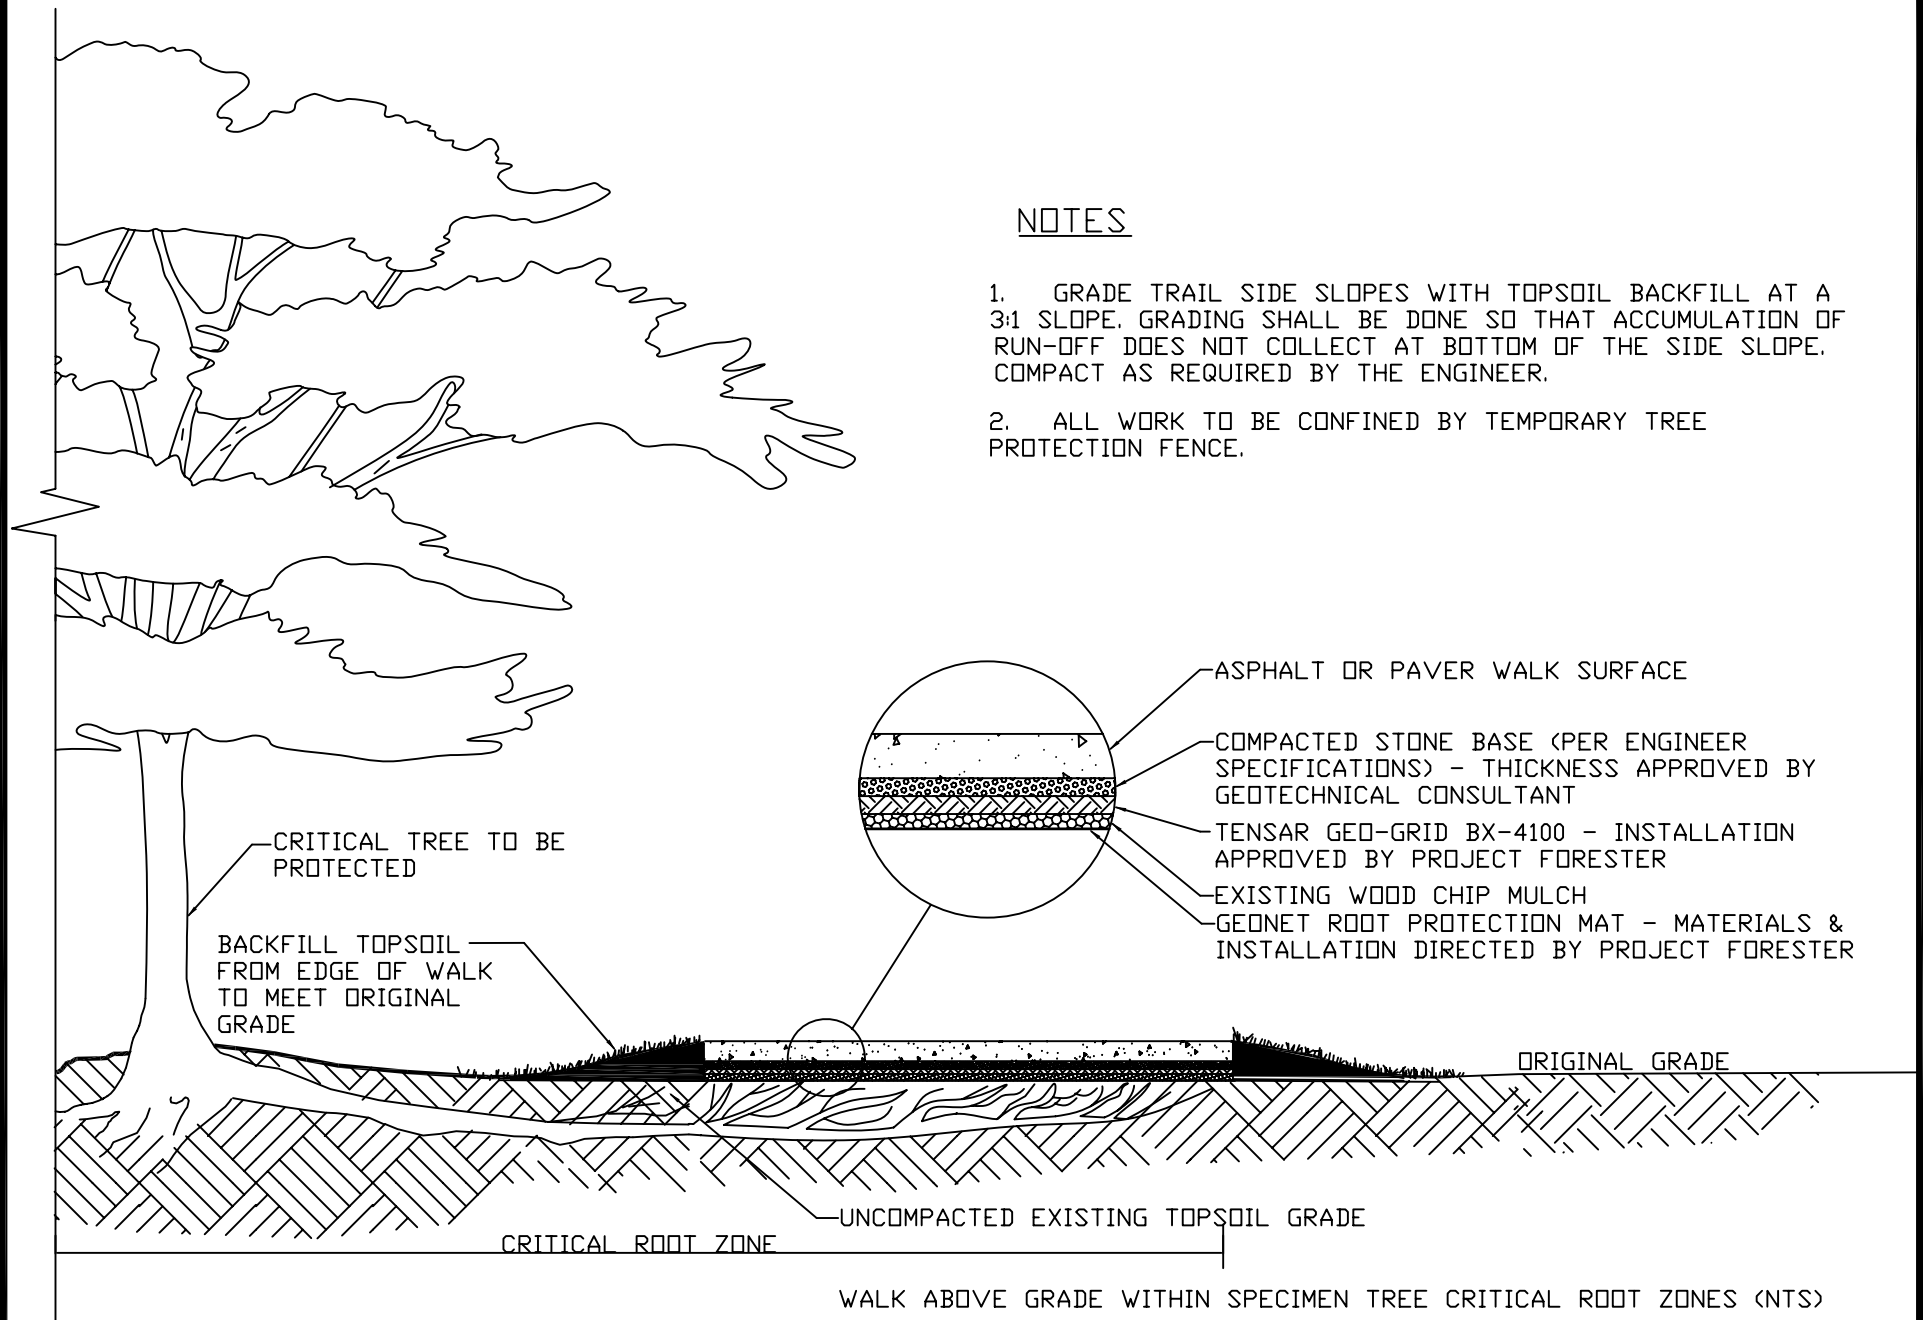 NOTES
1. GRADE TRAIL SIDE SLOPES WITH TOPSOIL BACKFILL AT A
3:1 SLOPE. GRADING SHALL BE DONE SO THAT ACCUMULATION OF
RUN-OFF DOES NOT COLLECT AT BOTTOM OF THE SIDE SLOPE.
COMPACT AS REQUIRED BY THE ENGINEER.
2. ALL WORK TO BE CONFINED BY TEMPORARY TREE
PROTECTION FENCE.
ASPHALT OR PAVER WALK SURFACE
COMPACTED STONE BASE (PER ENGINEER
SPECIFICATIONS) - THICKNESS APPROVED BY
GEOTECHNICAL CONSULTANT
TENSAR GEO-GRID BX-4100 - INSTALLATION
APPROVED BY PROJECT FORESTER
EXISTING WOOD CHIP MULCH
GEONET ROOT PROTECTION MAT - MATERIALS &
INSTALLATION DIRECTED BY PROJECT FORESTER
CRITICAL TREE TO BE
PROTECTED
BACKFILL TOPSOIL
FROM EDGE OF WALK
TO MEET ORIGINAL
GRADE
ORIGINAL GRADE
UNCOMPACTED EXISTING TOPSOIL GRADE
CRITICAL ROOT ZONE
WALK ABOVE GRADE WITHIN SPECIMEN TREE CRITICAL ROOT ZONES (NTS)